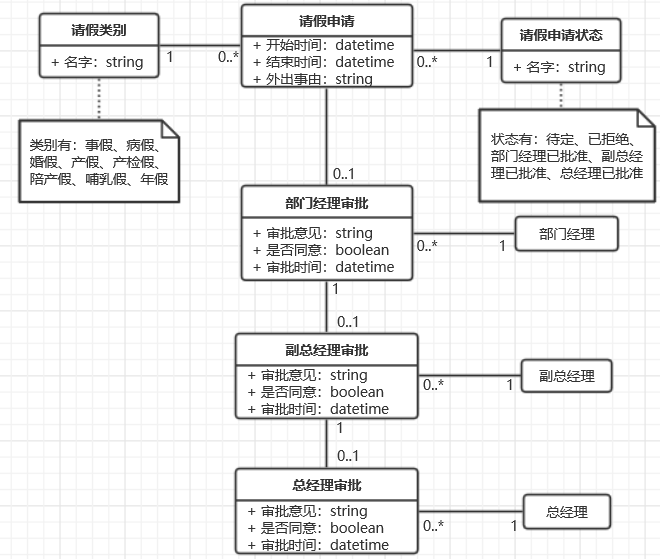 请假类别
+ 名字：string
1
0..*
请假申请
+ 开始时间：datetime
+ 结束时间：datetime
+ 外出事由：string
0..*
1
请假申请状态
+ 名字：string
类别有：事假、病假、
婚假、产假、产检假、
陪产假、哺乳假、年假
状态有：待定、已拒绝、
部门经理已批准、副总经
理已批准、总经理已批准
0..1
部门经理审批
+ 审批意见：string
+ 是否同意：boolean
+ 审批时间：datetime
0..*
1
部门经理
1
0..1
副总经理审批
+ 审批意见：string
+ 是否同意：boolean
+ 审批时间：datetime
0..*
1
副总经理
1
0..1
总经理审批
+ 审批意见：string
+ 是否同意：boolean
+ 审批时间：datetime
0..*
1
总经理